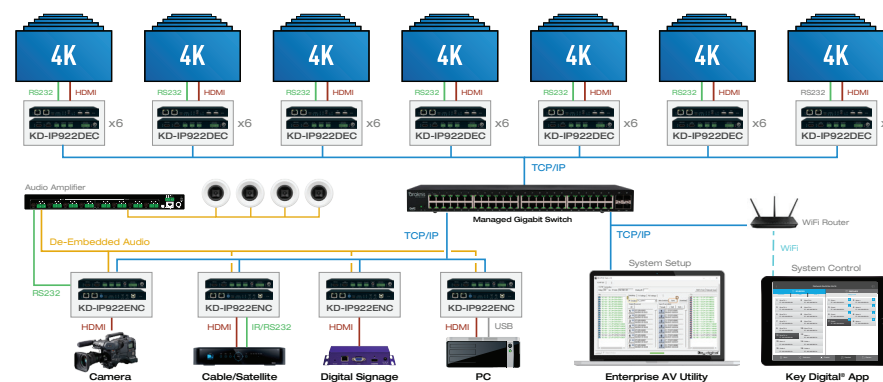 4K 4K 4K 4K 4K 4K 4K
RS232 HDMI RS232 HDMI RS232 HDMI RS232 HDMI RS232 HDMI RS232 HDMI RS232 HDMI
x6 x6 x6 x6 x6 x6
KD-IP922DEC KD-IP922DEC KD-IP922DEC KD-IP922DEC KD-IP922DEC KD-IP922DEC KD-IP922DEC
TCP/IP
Audio Amplifier
Managed Gigabit Switch
WiFi Router
TCP/IP TCP/IP
De-Embedded Audio
WiFi
System Setup System Control
RS232
KD-IP922ENC KD-IP922ENC KD-IP922ENC KD-IP922ENC
HDMI HDMI IR/RS232 HDMI HDMI USB
Camera Cable/Satellite Digital Signage PC Enterprise AV Utility Key Digital® App